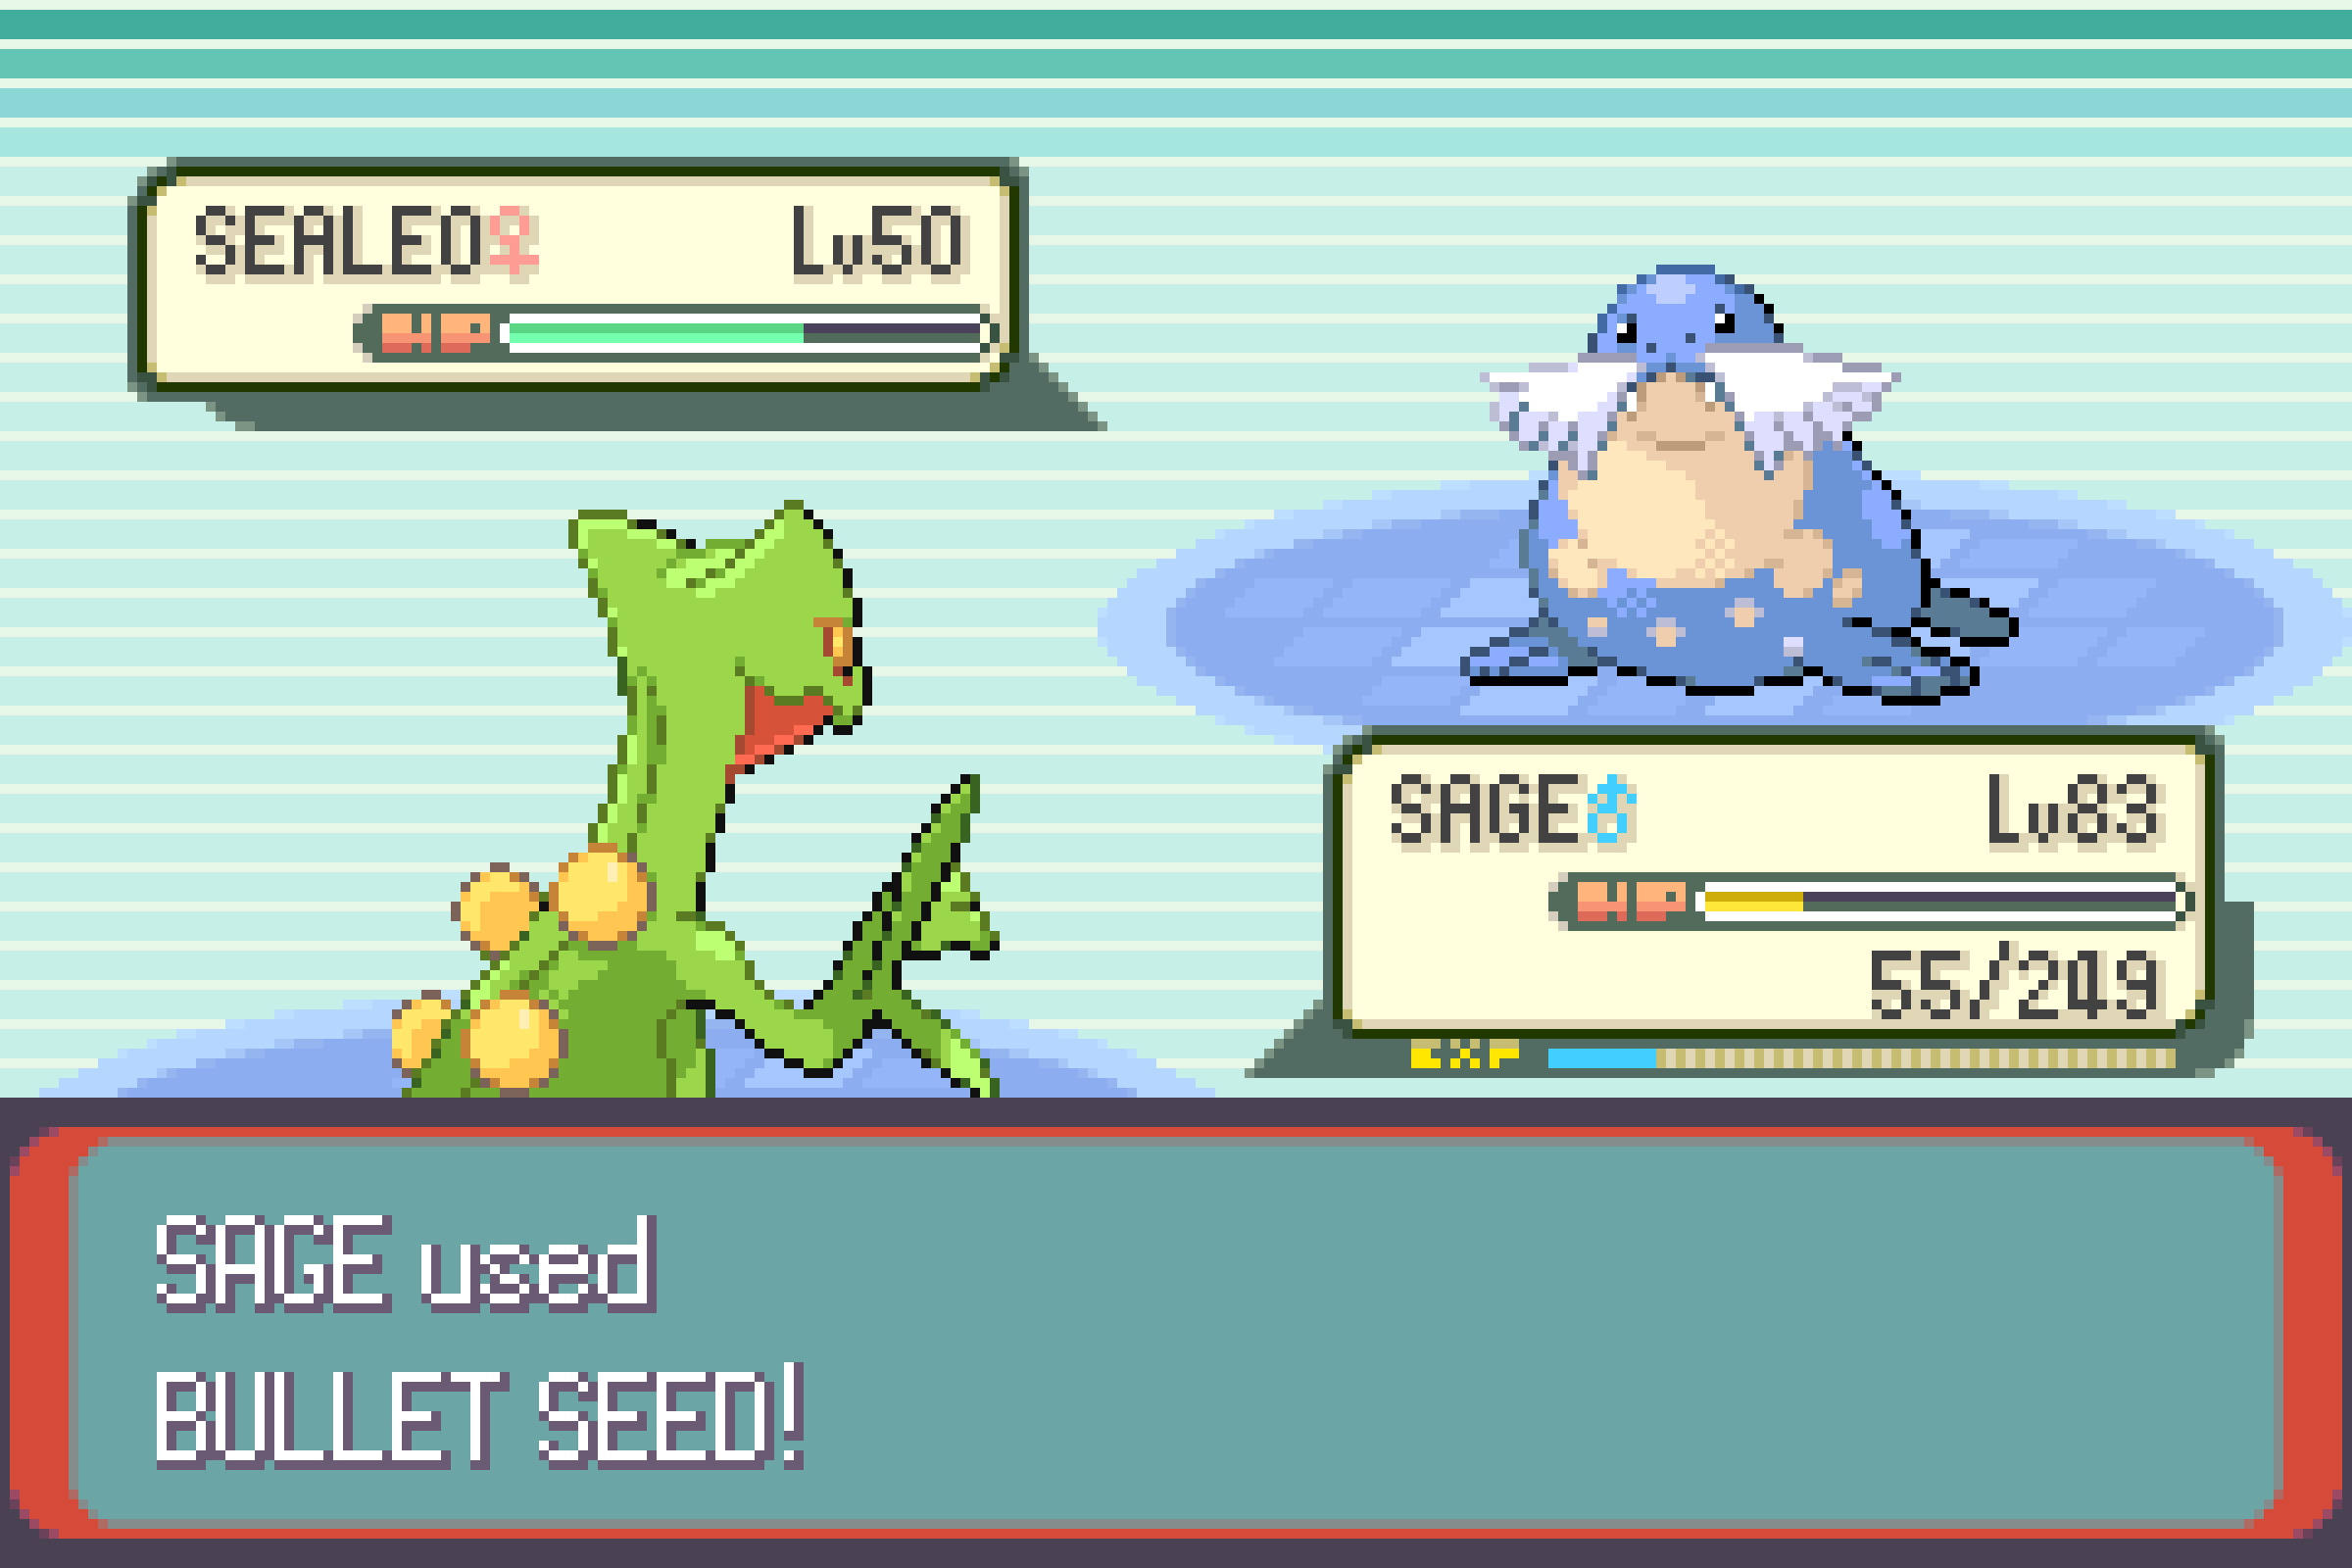 SEALEO♀ Lv50
HP
SAGE♂ Lv83
HP
55/249
EXP
SAGE used
BULLET SEED!